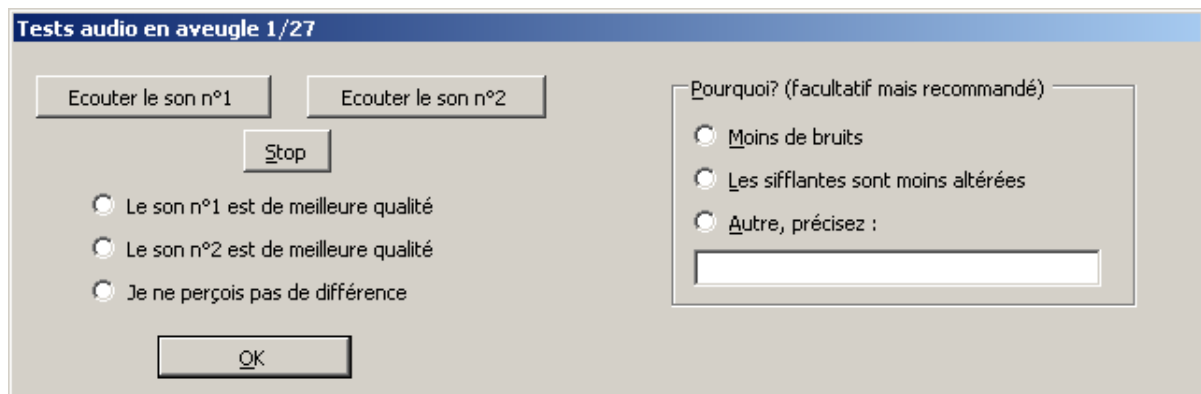 Tests audio en aveugle 1/27
Ecouter le son n°1
Ecouter le son n°2
Stop
Le son n°1 est de meilleure qualité
Le son n°2 est de meilleure qualité
Je ne perçois pas de différence
OK
Pourquoi? (facultatif mais recommandé)
Moins de bruits
Les sifflantes sont moins altérées
Autre, précisez :